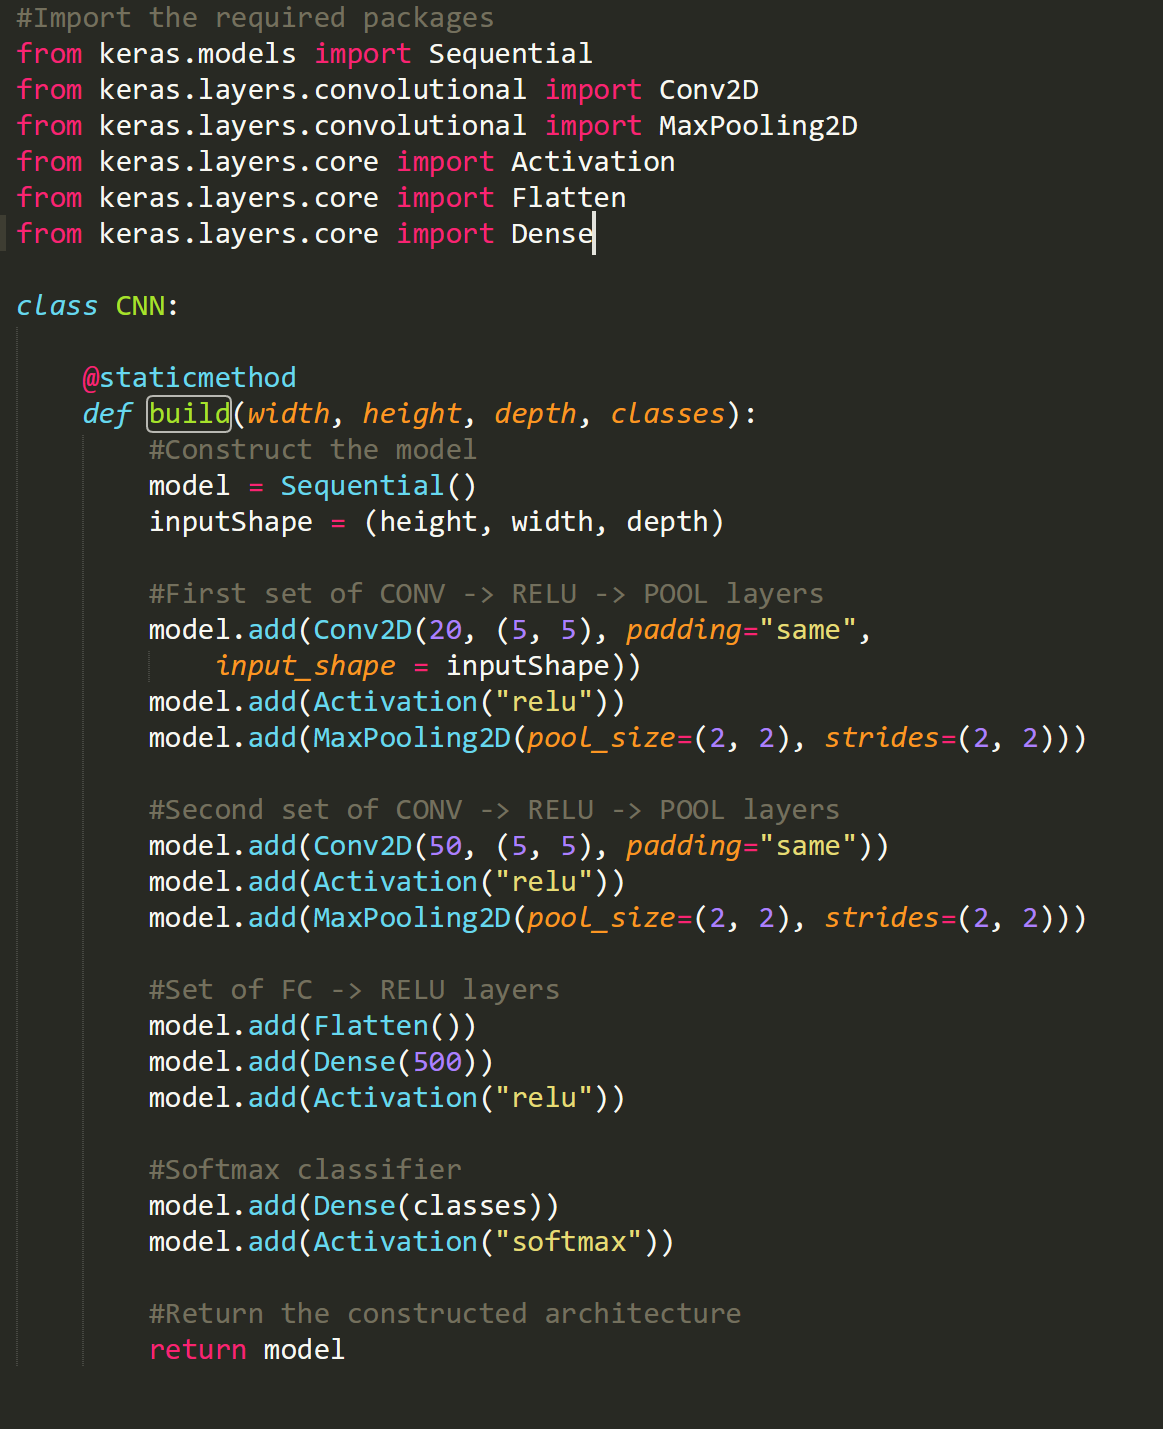 #Import the required packages
from keras.models import Sequential
from keras.layers.convolutional import Conv2D
from keras.layers.convolutional import MaxPooling2D
from keras.layers.core import Activation
from keras.layers.core import Flatten
from keras.layers.core import Dense

class CNN:

    @staticmethod
    def build(width, height, depth, classes):
        #Construct the model
        model = Sequential()
        inputShape = (height, width, depth)

        #First set of CONV -> RELU -> POOL layers
        model.add(Conv2D(20, (5, 5), padding="same",
            input_shape = inputShape))
        model.add(Activation("relu"))
        model.add(MaxPooling2D(pool_size=(2, 2), strides=(2, 2)))

        #Second set of CONV -> RELU -> POOL layers
        model.add(Conv2D(50, (5, 5), padding="same"))
        model.add(Activation("relu"))
        model.add(MaxPooling2D(pool_size=(2, 2), strides=(2, 2)))

        #Set of FC -> RELU layers
        model.add(Flatten())
        model.add(Dense(500))
        model.add(Activation("relu"))

        #Softmax classifier
        model.add(Dense(classes))
        model.add(Activation("softmax"))

        #Return the constructed architecture
        return model